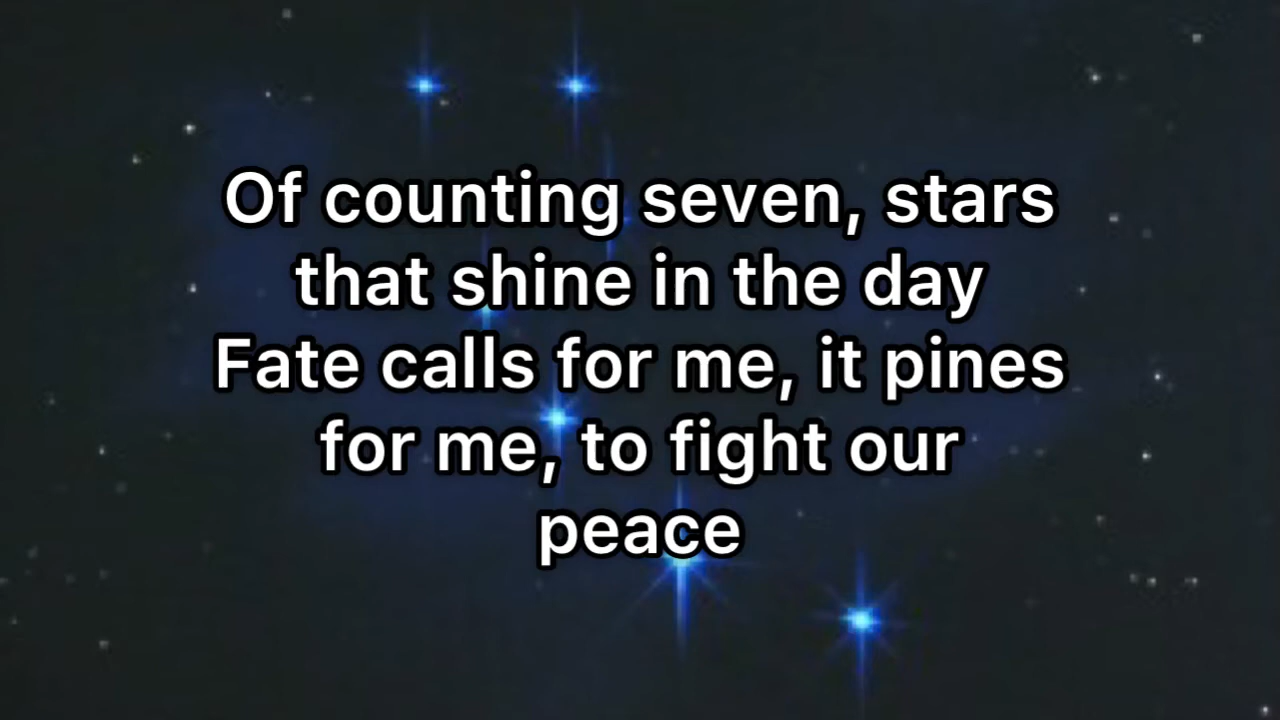 Of counting seven, stars
that shine in the day
Fate calls for me, it pines
for me, to fight our
peace